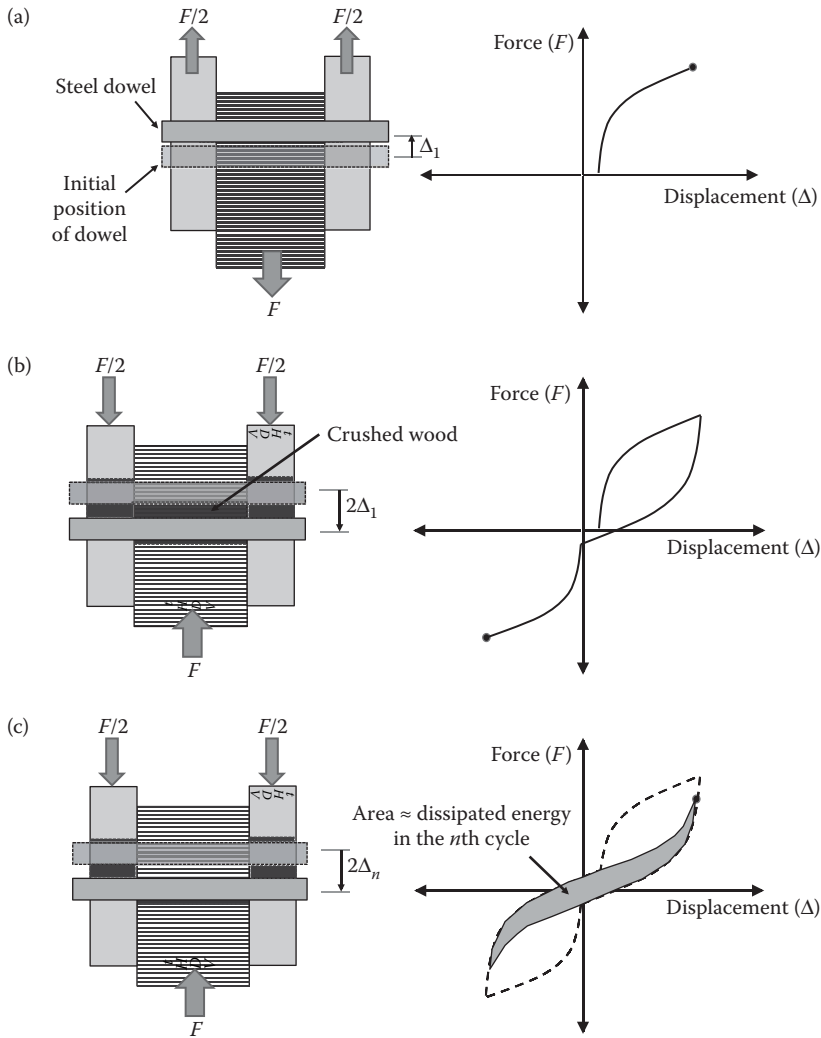 (a)
F/2
F/2
Steel dowel
Δ1
Initial
position
of dowel
F
Force (F)
Displacement (Δ)
(b)
F/2
F/2
t
H
D
V
Crushed wood
2Δ1
t
H
D
V
F
Force (F)
Displacement (Δ)
(c)
F/2
F/2
t
H
D
V
2Δn
t
H
D
V
F
Force (F)
Area ≈ dissipated energy
in the nth cycle
Displacement (Δ)